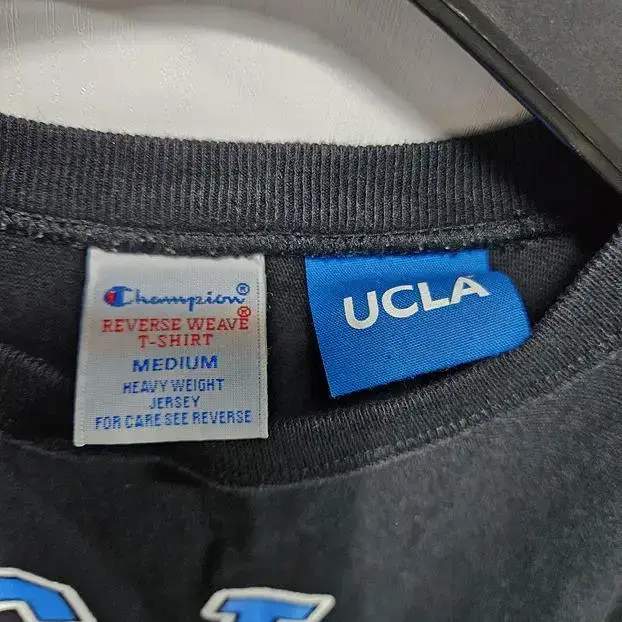 Champion®
REVERSE WEAVE®
T-SHIRT
MEDIUM
HEAVY WEIGHT
JERSEY
FOR CARE SEE REVERSE
UCLA